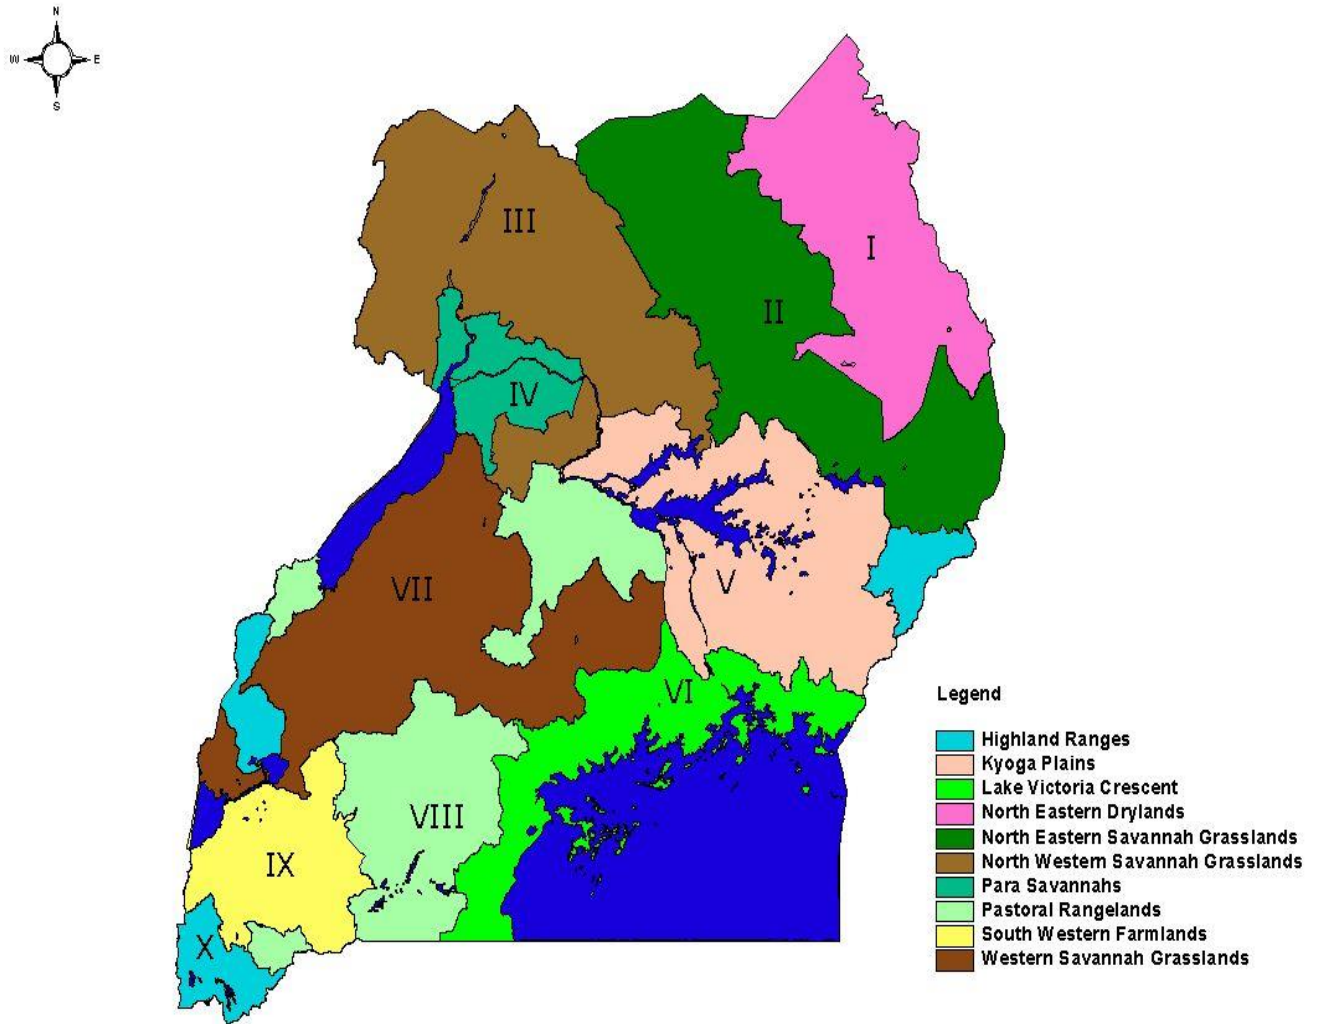 N
W E
S
III
I
II
IV
V
VII
VI
VIII
IX
X
Legend
Highland Ranges
Kyoga Plains
Lake Victoria Crescent
North Eastern Drylands
North Eastern Savannah Grasslands
North Western Savannah Grasslands
Para Savannahs
Pastoral Rangelands
South Western Farmlands
Western Savannah Grasslands